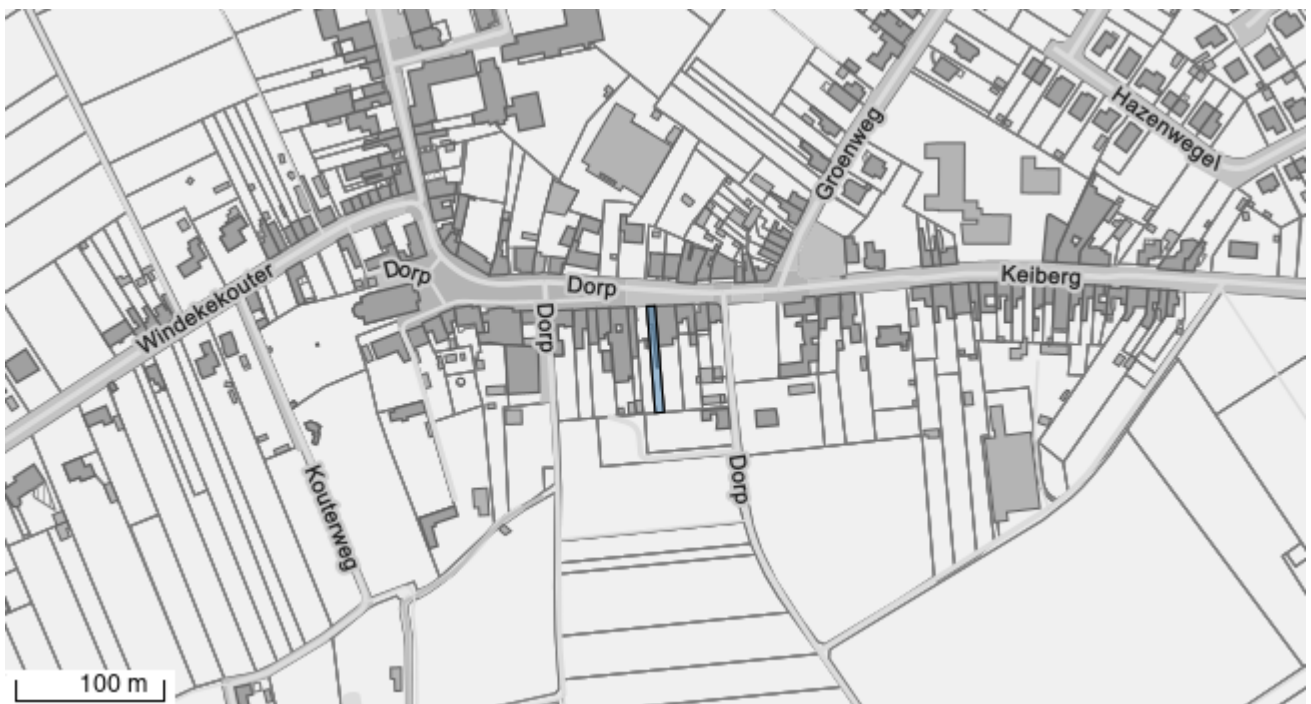 Hazenwegel
Groenweg
Dorp
Dorp
Keiberg
Windekekouter
Dorp
Kouterweg
Dorp
100 m